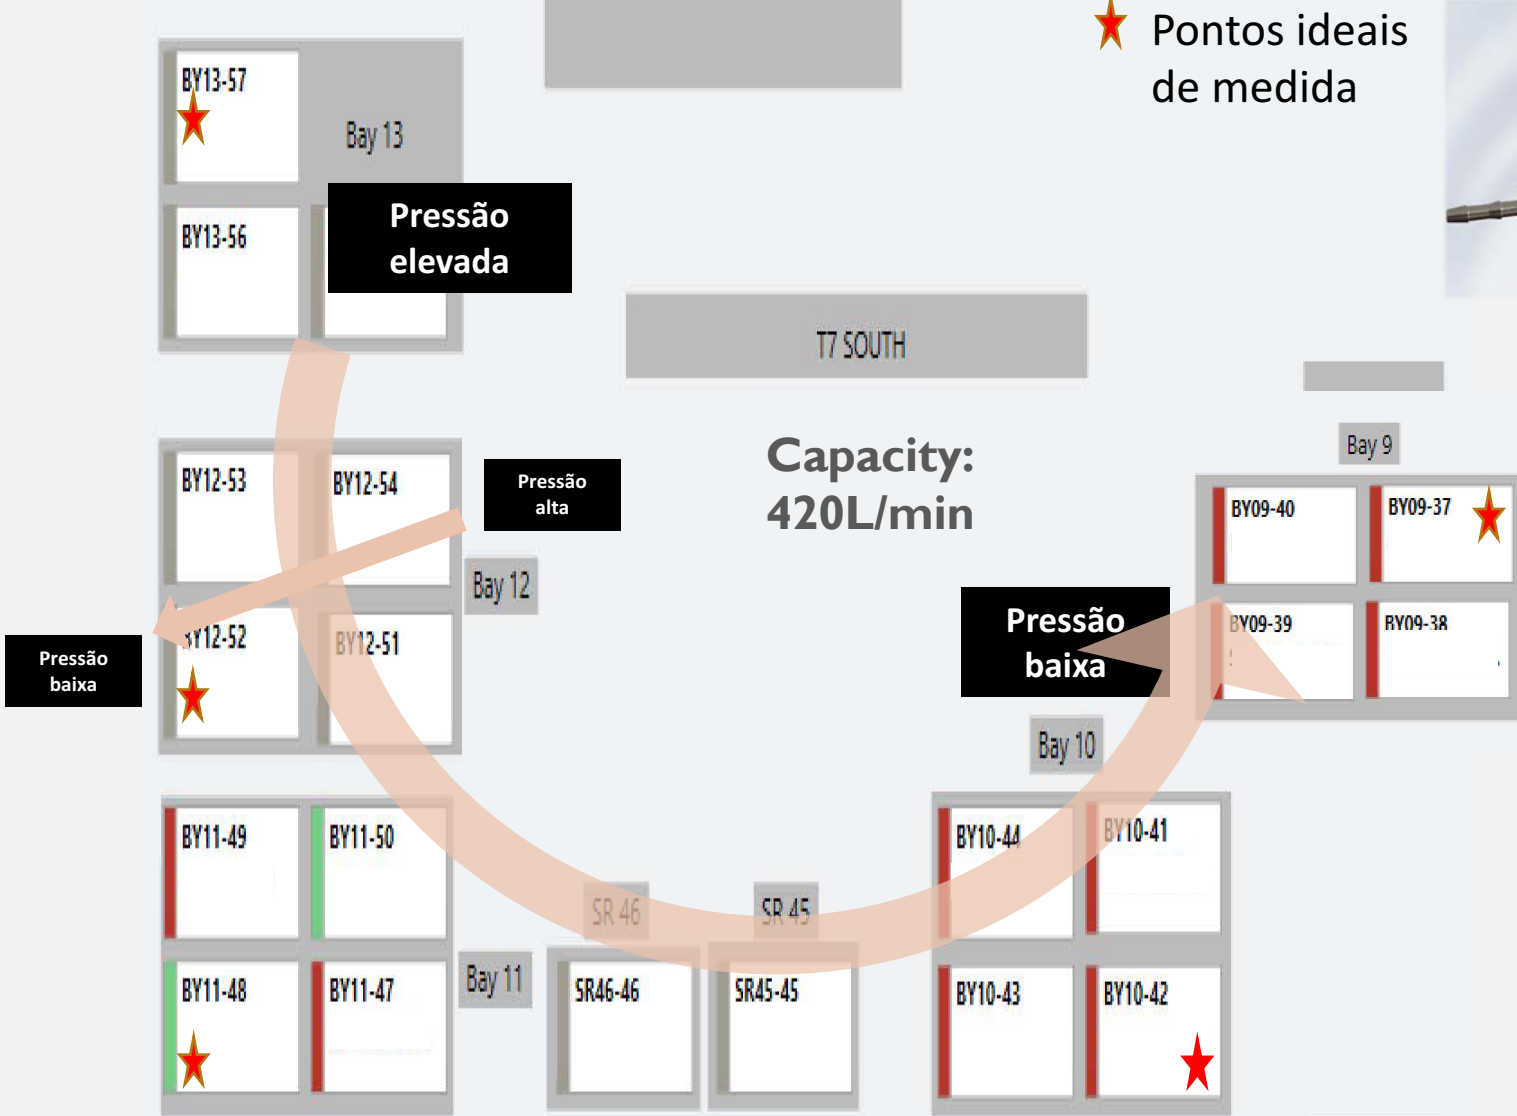 Pontos ideais
de medida
BY13-57
Bay 13
BY13-56
Pressão
elevada
T7 SOUTH
Capacity:
420L/min
Bay 9
BY12-53
BY12-54
Pressão
alta
BY09-40
BY09-37
Bay 12
BY12-52
BY12-51
Pressão
baixa
Pressão
baixa
BY09-39
BY09-38
Bay 10
BY11-49
BY11-50
BY10-44
BY10-41
SR 46
SR 45
Bay 11
BY11-48
BY11-47
SR46-46
SR45-45
BY10-43
BY10-42